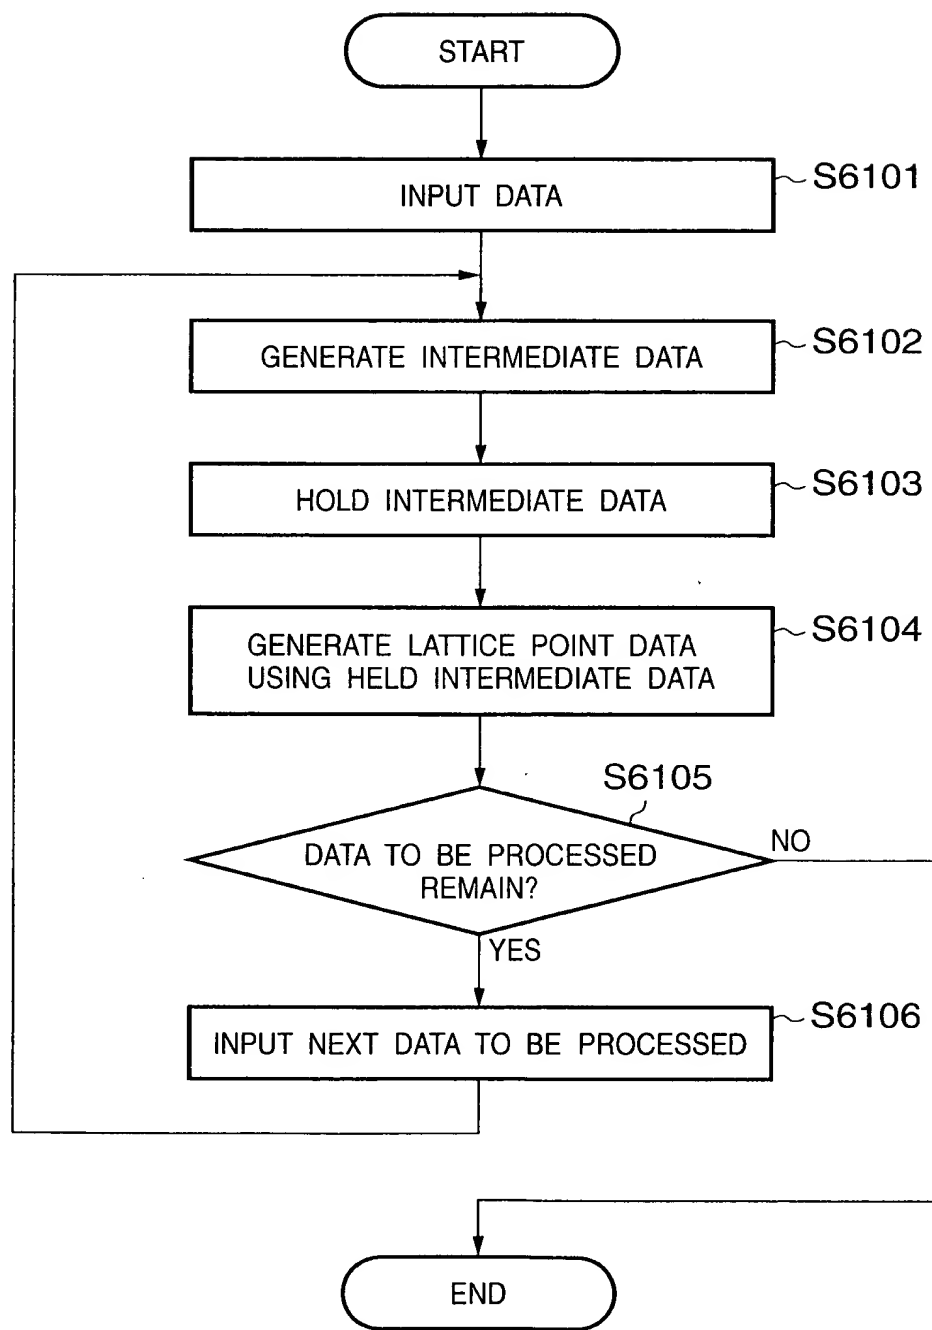 START
INPUT DATA
S6101
GENERATE INTERMEDIATE DATA
S6102
HOLD INTERMEDIATE DATA
S6103
GENERATE LATTICE POINT DATA
USING HELD INTERMEDIATE DATA
S6104
S6105
DATA TO BE PROCESSED
REMAIN?
NO
YES
INPUT NEXT DATA TO BE PROCESSED
S6106
END